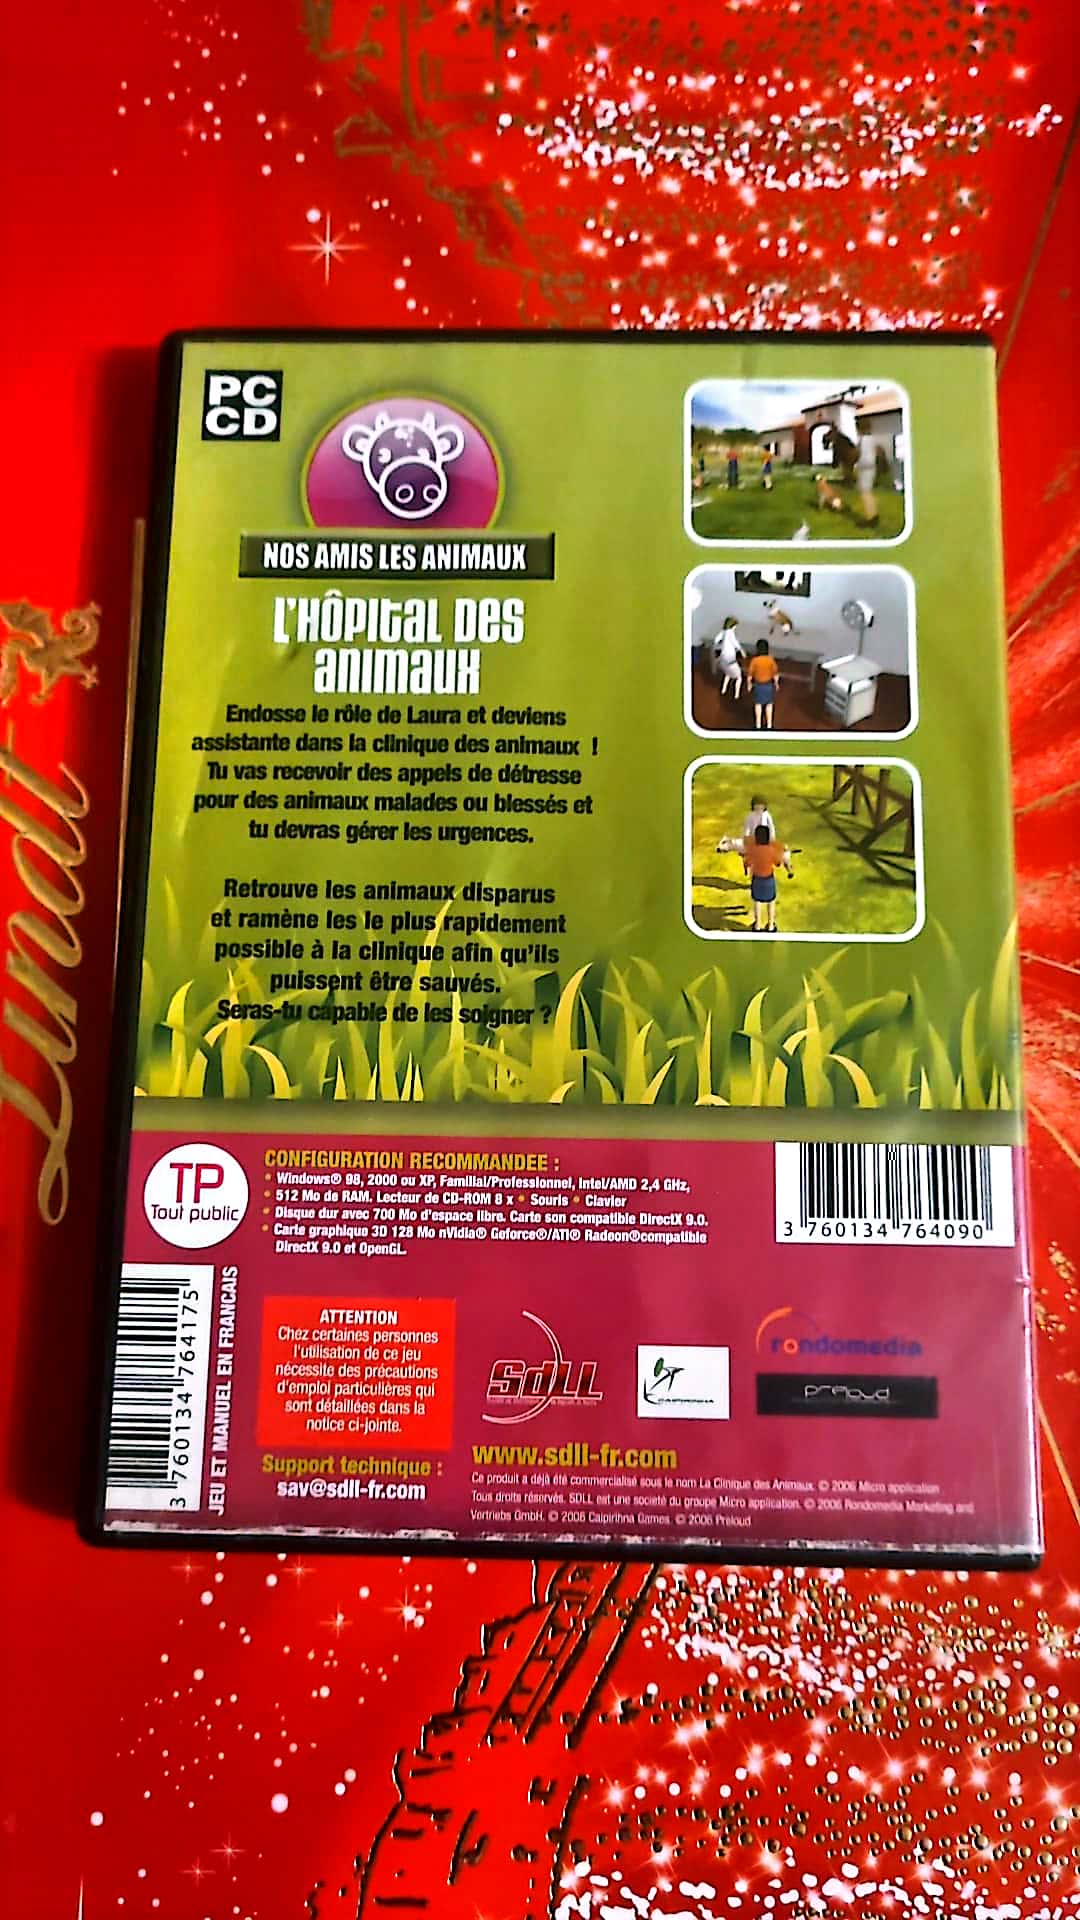 Lindt
PC
CD
NOS AMIS LES ANIMAUX
L'HÔPITAL DES
ANIMAUX
Endosse le rôle de Laura et deviens
assistante dans la clinique des animaux !
Tu vas recevoir des appels de détresse
pour des animaux malades ou blessés et
tu devras gérer les urgences.
Retrouve les animaux disparus
et ramène les le plus rapidement
possible à la clinique afin qu'ils
puissent être sauvés.
Seras-tu capable de les soigner ?
TP
Tout public
CONFIGURATION RECOMMANDEE :
• Windows® 98, 2000 ou XP, Familial/Professionnel, Intel/AMD 2,4 GHz,
• 512 Mo de RAM. Lecteur de CD-ROM 8 x • Souris • Clavier
• Disque dur avec 700 Mo d'espace libre. Carte son compatible DirectX 9.0.
• Carte graphique 3D 128 Mo nVidia® Geforce®/ATI® Radeon®compatible
DirectX 9.0 et OpenGL.
3 760134 764090
3 760134 764175
JEU ET MANUEL EN FRANCAIS
ATTENTION
Chez certaines personnes
l'utilisation de ce jeu
nécessite des précautions
d'emploi particulières qui
sont détaillées dans la
notice ci-jointe.
SdLL
CAIPIRINHA
rondomedia
preloud
Support technique :
sav@sdll-fr.com
www.sdll-fr.com
Ce produit a déjà été commercialisé sous le nom La Clinique des Animaux. © 2006 Micro application
Tous droits réservés. SDLL est une société du groupe Micro application. © 2006 Rondomedia Marketing and
Vertriebs GmbH. © 2006 Caipirihna Games. © 2006 Preloud